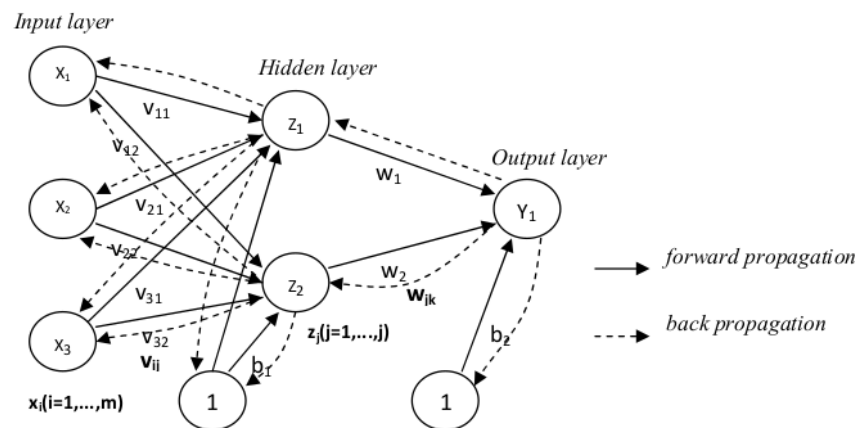 Input layer
Hidden layer
Output layer
X₁
X₂
X₃
Z₁
Z₂
Y₁
v₁₁
v₁₂
v₂₁
v₂₂
v₃₁
v₃₂
vᵢⱼ
w₁
w₂
wⱼₖ
b₁
b₂
1
1
xᵢ(i=1,...,m)
zⱼ(j=1,...,j)
forward propagation
back propagation